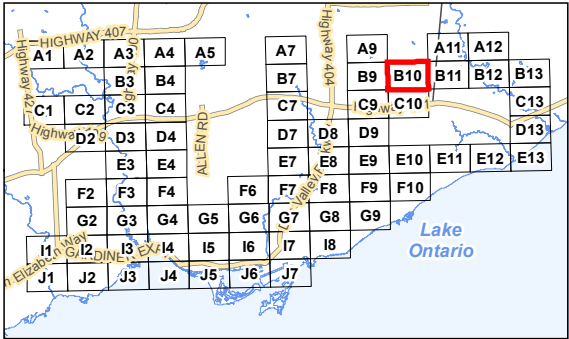 HIGHWAY 407
Highway 404
A1 A2 A3 A4 A5 A7 A9 A11 A12
B3 B4 B7 B9 B10 B11 B12 B13
C1 C2 C3 C4 C7 C9 C10 C13
D2 D3 D4 D7 D8 D9 D13
ALLEN RD
E3 E4 E7 E8 E9 E10 E11 E12 E13
F2 F3 F4 F6 F7 F8 F9 F10
G2 G3 G4 G5 G6 G7 G8 G9
Lake
Ontario
I1 I2 I3 I4 I5 I6 I7 I8
J1 J2 J3 J4 J5 J6 J7